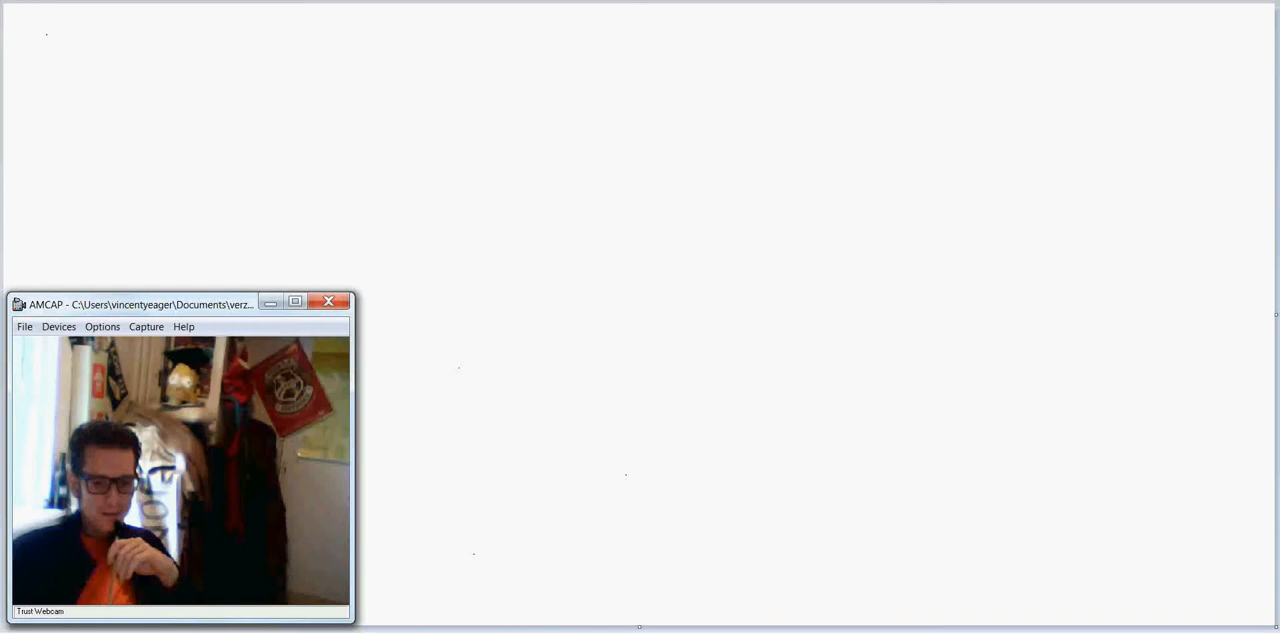 AMCAP - C:\Users\vincentyeager\Documents\verz...
File Devices Options Capture Help
Trust Webcam